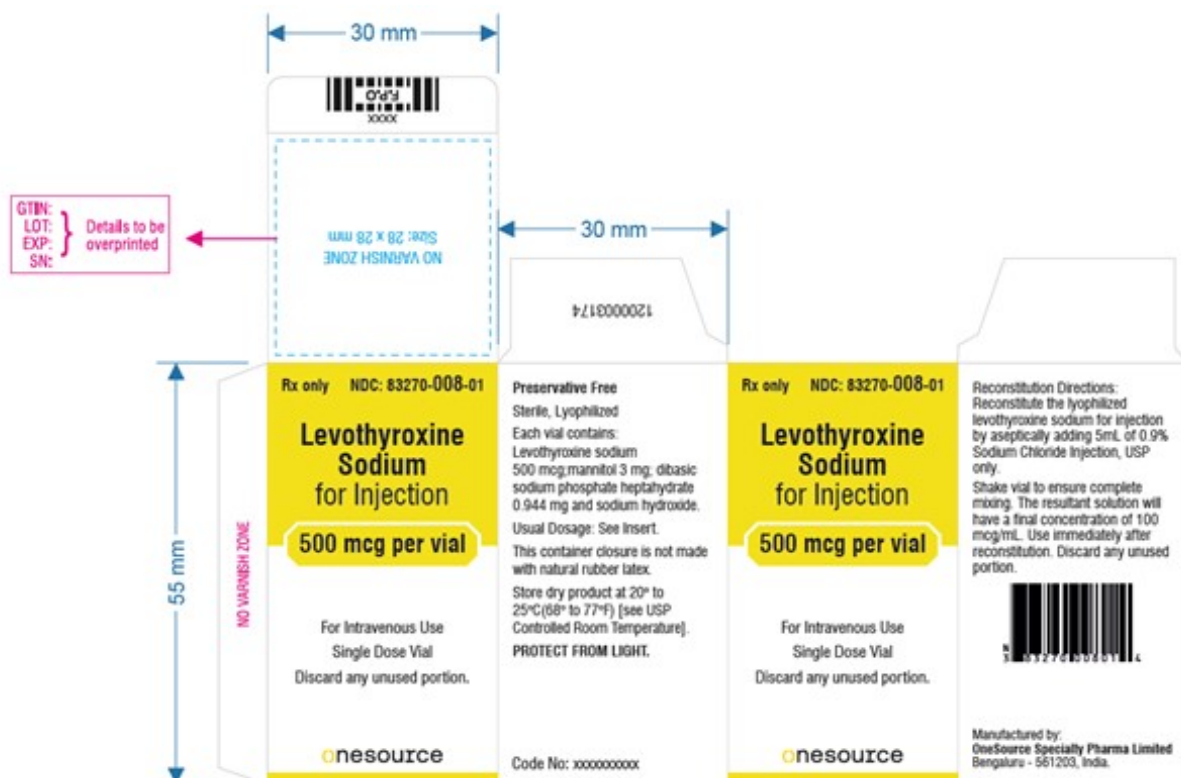 30 mm
F.P.O
XXXX
GTIN:
LOT:
EXP:
SN:
Details to be
overprinted
NO VARNISH ZONE
Size: 28 x 28 mm
30 mm
1200003174
55 mm
NO VARNISH ZONE
Rx only NDC: 83270-008-01
Levothyroxine
Sodium
for Injection
500 mcg per vial
For Intravenous Use
Single Dose Vial
Discard any unused portion.
onesource
Preservative Free
Sterile, Lyophilized
Each vial contains:
Levothyroxine sodium
500 mcg;mannitol 3 mg; dibasic
sodium phosphate heptahydrate
0.944 mg and sodium hydroxide.
Usual Dosage: See Insert.
This container closure is not made
with natural rubber latex.
Store dry product at 20° to
25°C(68° to 77°F) [see USP
Controlled Room Temperature].
PROTECT FROM LIGHT.
Code No: xxxxxxxxxx
Rx only NDC: 83270-008-01
Levothyroxine
Sodium
for Injection
500 mcg per vial
For Intravenous Use
Single Dose Vial
Discard any unused portion.
onesource
Reconstitution Directions:
Reconstitute the lyophilized
levothyroxine sodium for injection
by aseptically adding 5mL of 0.9%
Sodium Chloride Injection, USP
only.
Shake vial to ensure complete
mixing. The resultant solution will
have a final concentration of 100
mcg/mL. Use immediately after
reconstitution. Discard any unused
portion.
Manufactured by:
OneSource Specialty Pharma Limited
Bengaluru - 561203, India.